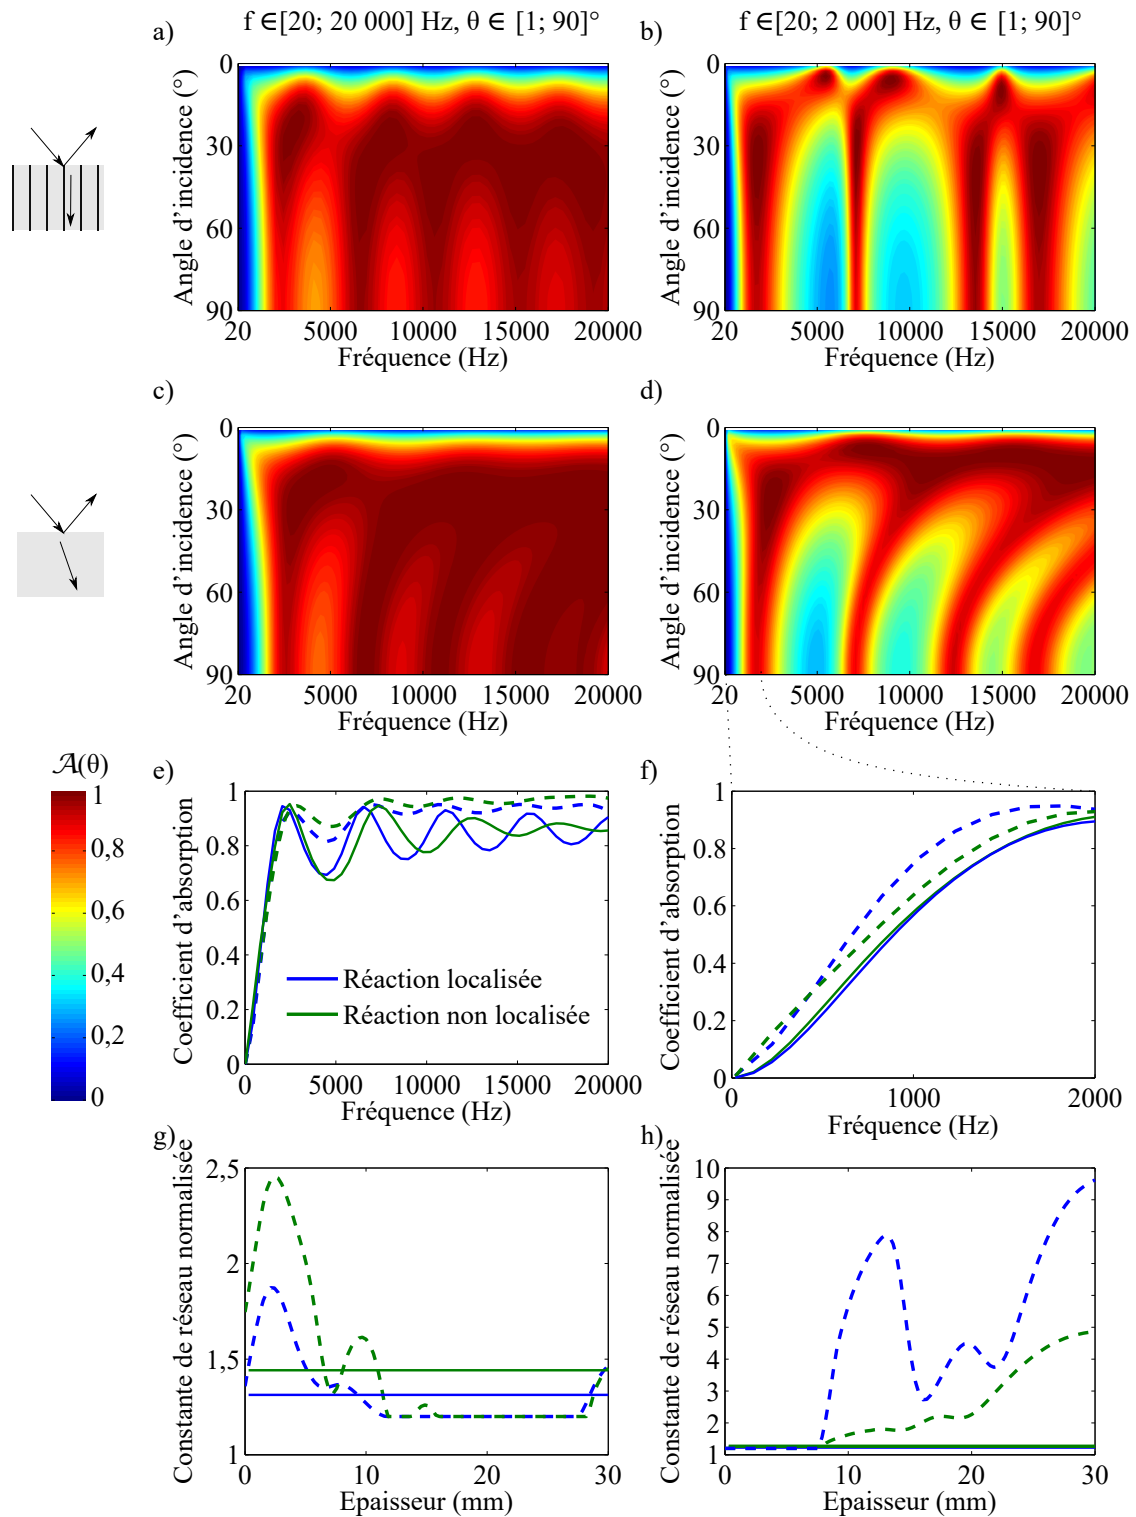 f ∈[20; 20 000] Hz, θ ∈ [1; 90]°
f ∈[20; 2 000] Hz, θ ∈ [1; 90]°
a)
Angle d'incidence (°)
0
30
60
90
20
5000
10000
15000
20000
Fréquence (Hz)
b)
Angle d'incidence (°)
0
30
60
90
20
5000
10000
15000
20000
Fréquence (Hz)
c)
Angle d'incidence (°)
0
30
60
90
20
5000
10000
15000
20000
Fréquence (Hz)
d)
Angle d'incidence (°)
0
30
60
90
20
5000
10000
15000
20000
Fréquence (Hz)
𝒜(θ)
1
0,8
0,6
0,4
0,2
0
e)
Coefficient d'absorption
1
0.8
0.6
0.4
0.2
0
Réaction localisée
Réaction non localisée
0
5000
10000
15000
20000
Fréquence (Hz)
f)
Coefficient d'absorption
1
0.8
0.6
0.4
0.2
0
0
1000
2000
Fréquence (Hz)
g)
Constante de réseau normalisée
2,5
2
1,5
1
0
10
20
30
Epaisseur (mm)
h)
Constante de réseau normalisée
10
9
8
7
6
5
4
3
2
1
0
10
20
30
Epaisseur (mm)